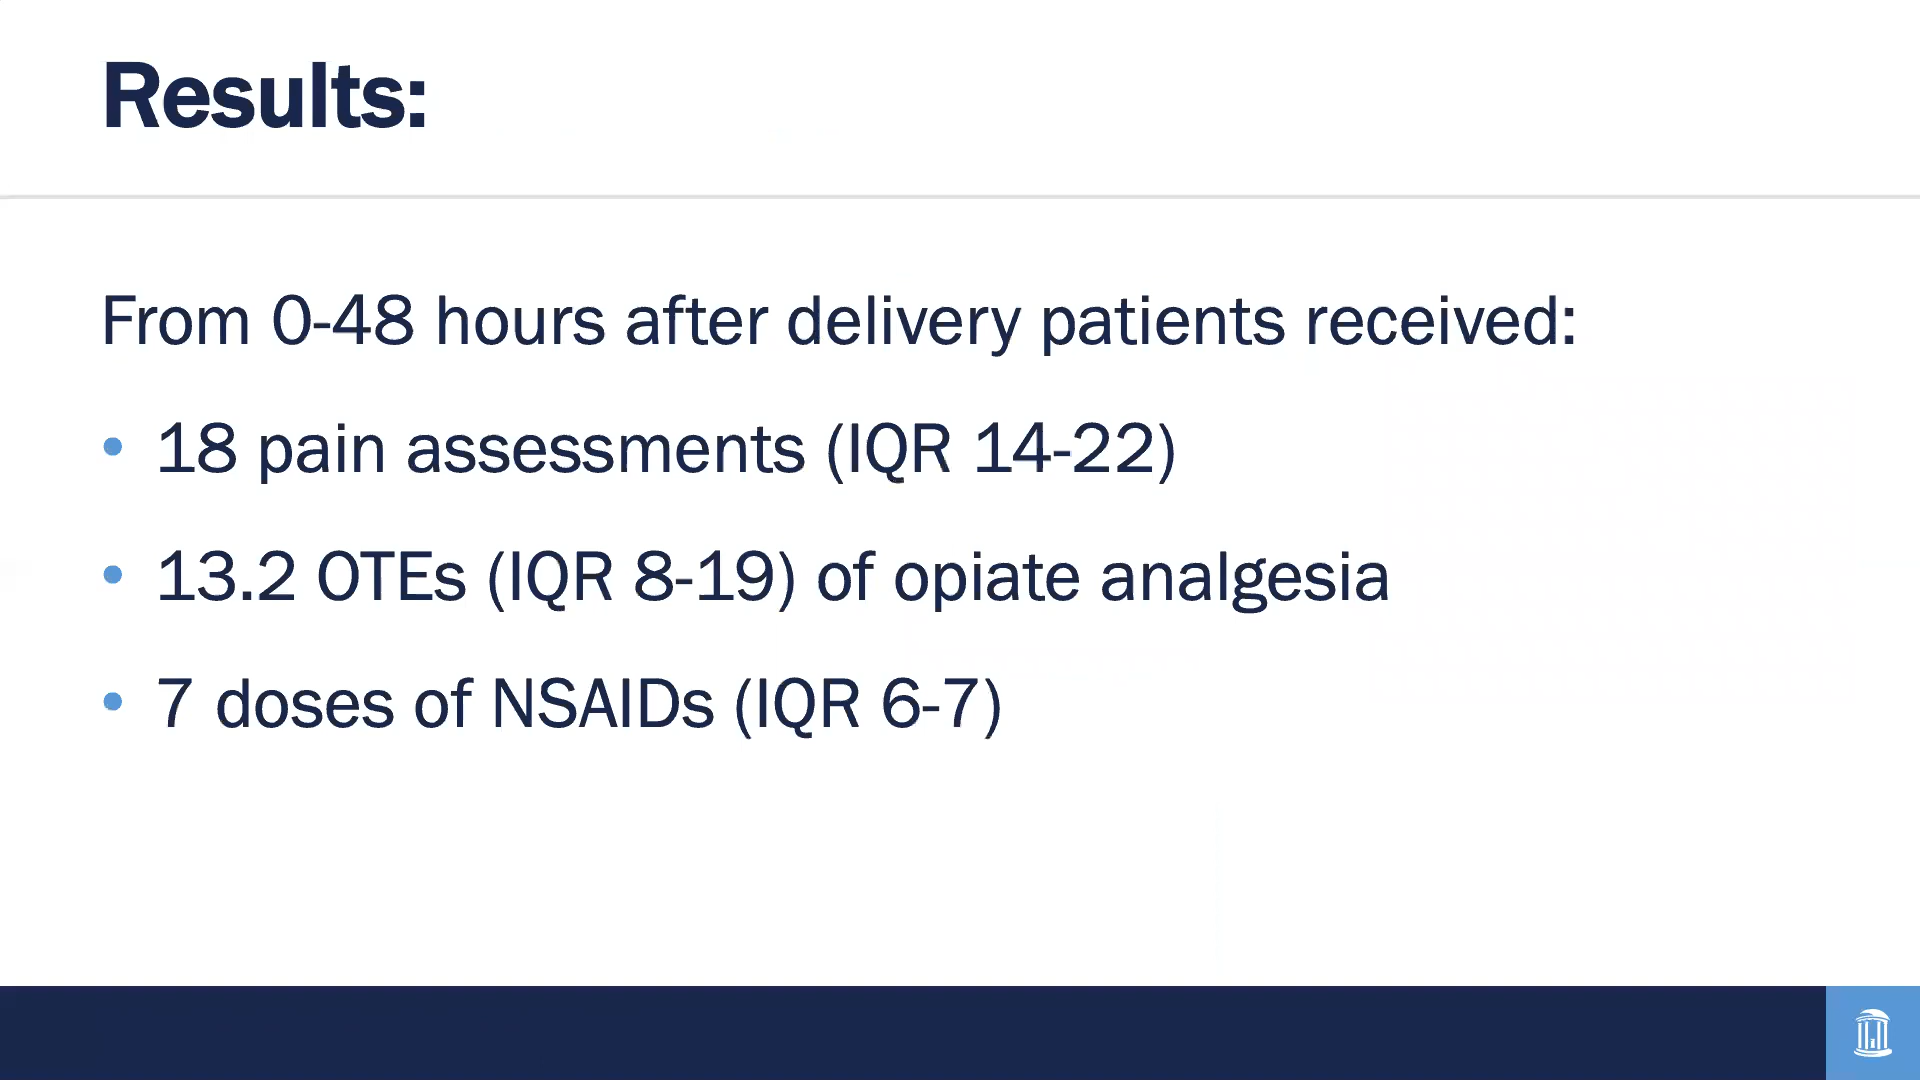 Results:
From 0-48 hours after delivery patients received:
• 18 pain assessments (IQR 14-22)
• 13.2 OTEs (IQR 8-19) of opiate analgesia
• 7 doses of NSAIDs (IQR 6-7)